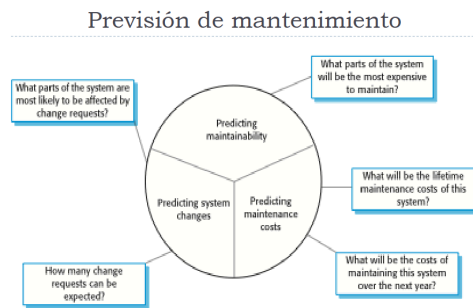 Previsión de mantenimiento
What parts of the system
will be the most expensive
to maintain?
What parts of the system are
most likely to be affected by
change requests?
Predicting
maintainability
What will be the lifetime
maintenance costs of this
system?
Predicting system
changes
Predicting
maintenance
costs
How many change
requests can be
expected?
What will be the costs of
maintaining this system
over the next year?